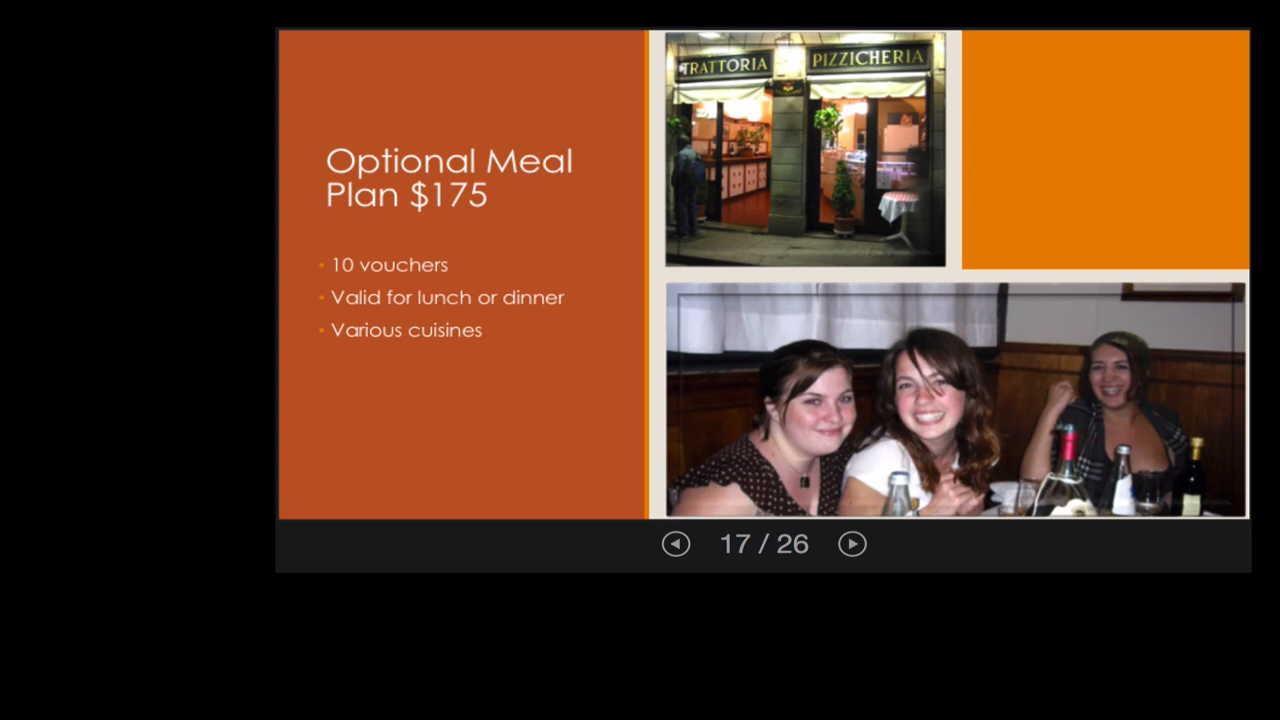 Optional Meal
Plan $175
• 10 vouchers
• Valid for lunch or dinner
• Various cuisines
TRATTORIA
PIZZICHERIA
17 / 26